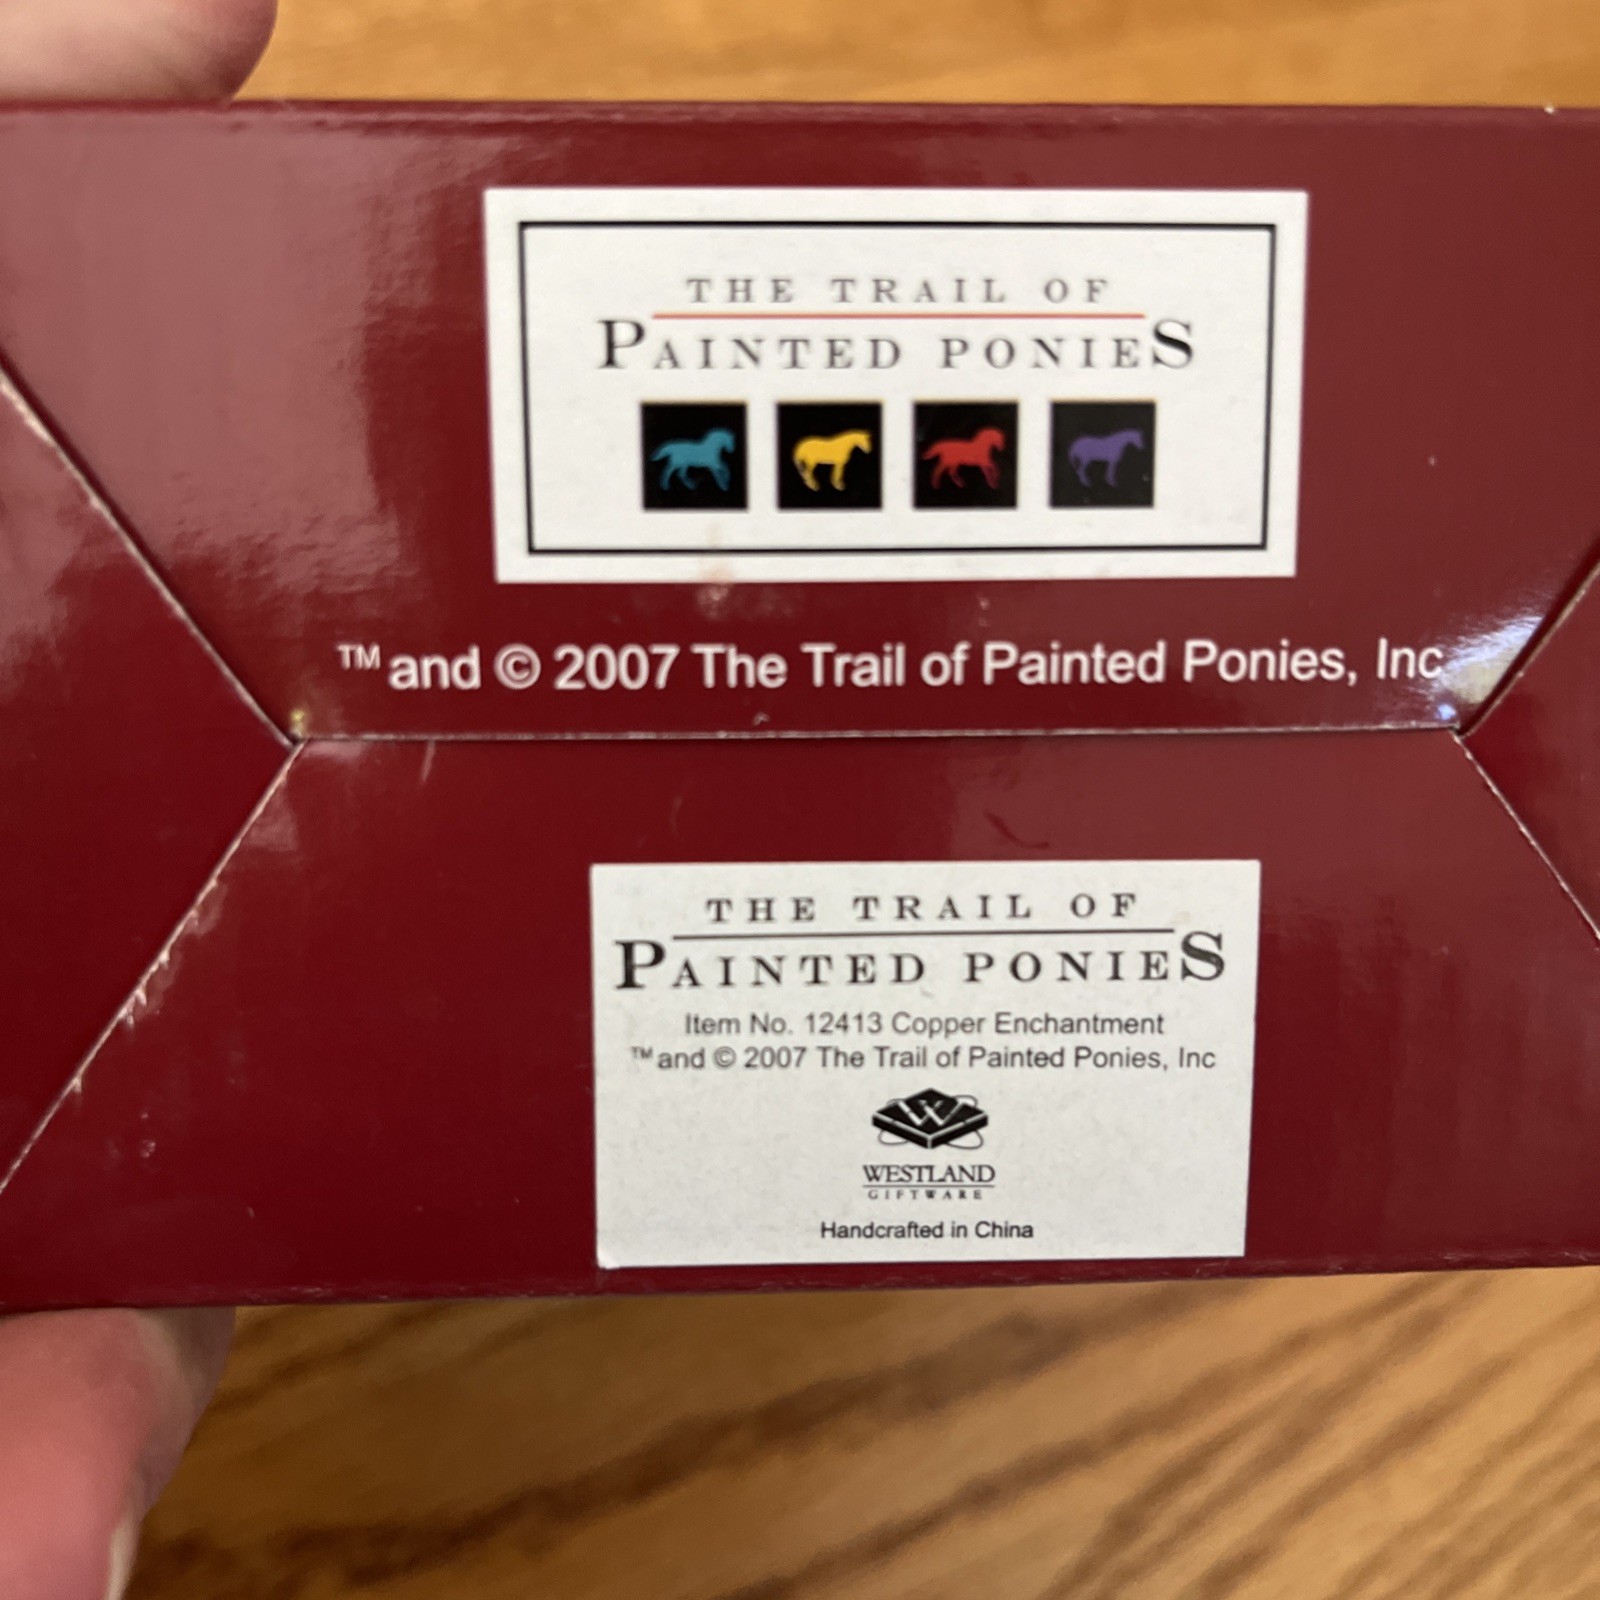 THE TRAIL OF
PAINTED PONIES
™ and © 2007 The Trail of Painted Ponies, Inc
THE TRAIL OF
PAINTED PONIES
Item No. 12413 Copper Enchantment
™ and © 2007 The Trail of Painted Ponies, Inc
W
WESTLAND
GIFTWARE
Handcrafted in China